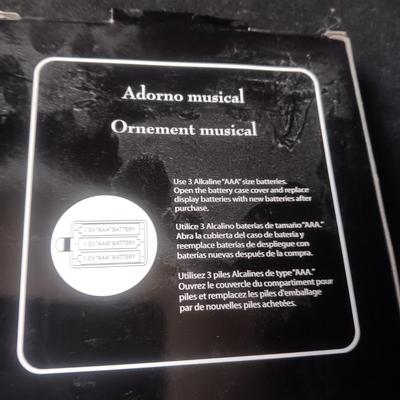 Adorno musical
Ornement musical
Use 3 Alkaline "AAA" size batteries.
Open the battery case cover and replace
display batteries with new batteries after
purchase.
Utilice 3 Alcalino baterías de tamaño "AAA."
Abra la cubierta del caso de batería y
reemplace baterías de despliegue con
baterías nuevas después de la compra.
Utilisez 3 piles Alcalines de type "AAA."
Ouvrez le couvercle du compartiment pour
piles et remplacez les piles d'emballage
par de nouvelles piles achetées.
1.5V "AAA" BATTERY
1.5V "AAA" BATTERY
1.5V "AAA" BATTERY